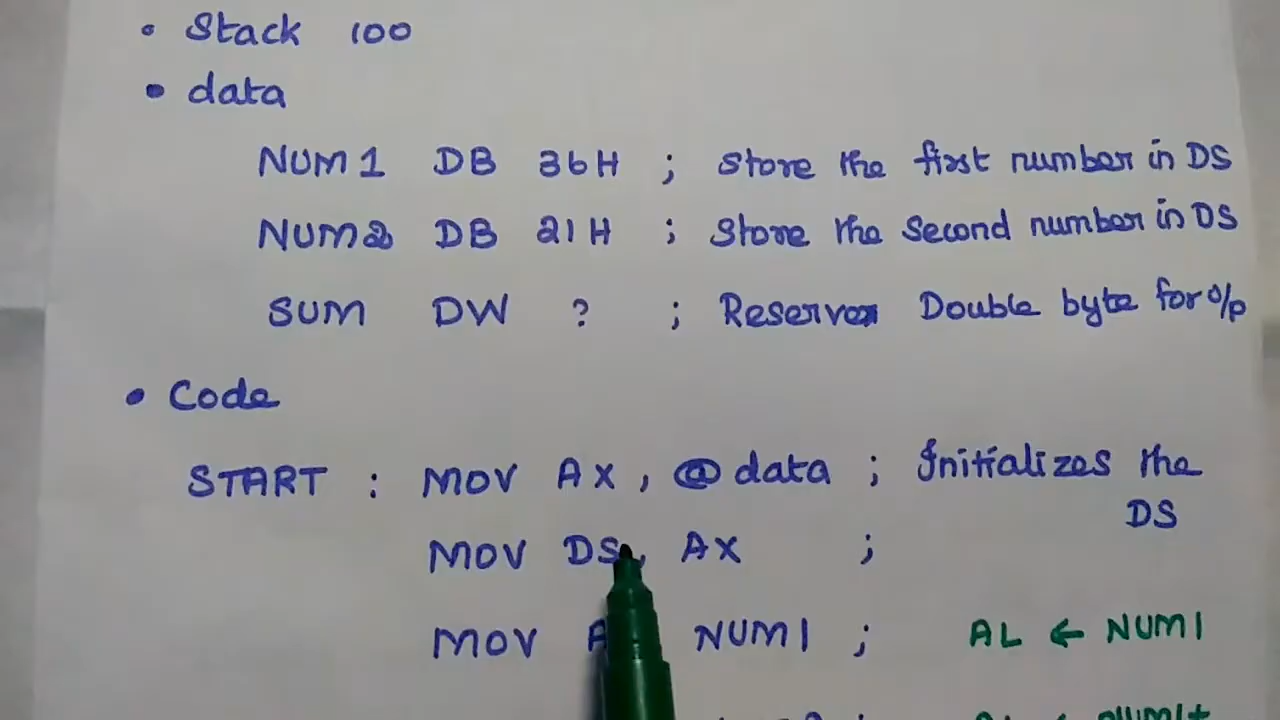 • Stack 100
• data
NUM1 DB 36H ; Store the first number in DS
NUM2 DB 21H ; Store the Second number in DS
SUM DW ? ; Reserves Double byte for o/p
• Code
START : MOV AX, @data ; Initializes the
DS
MOV DS, AX ;
MOV NUM1 ; AL ← NUM1